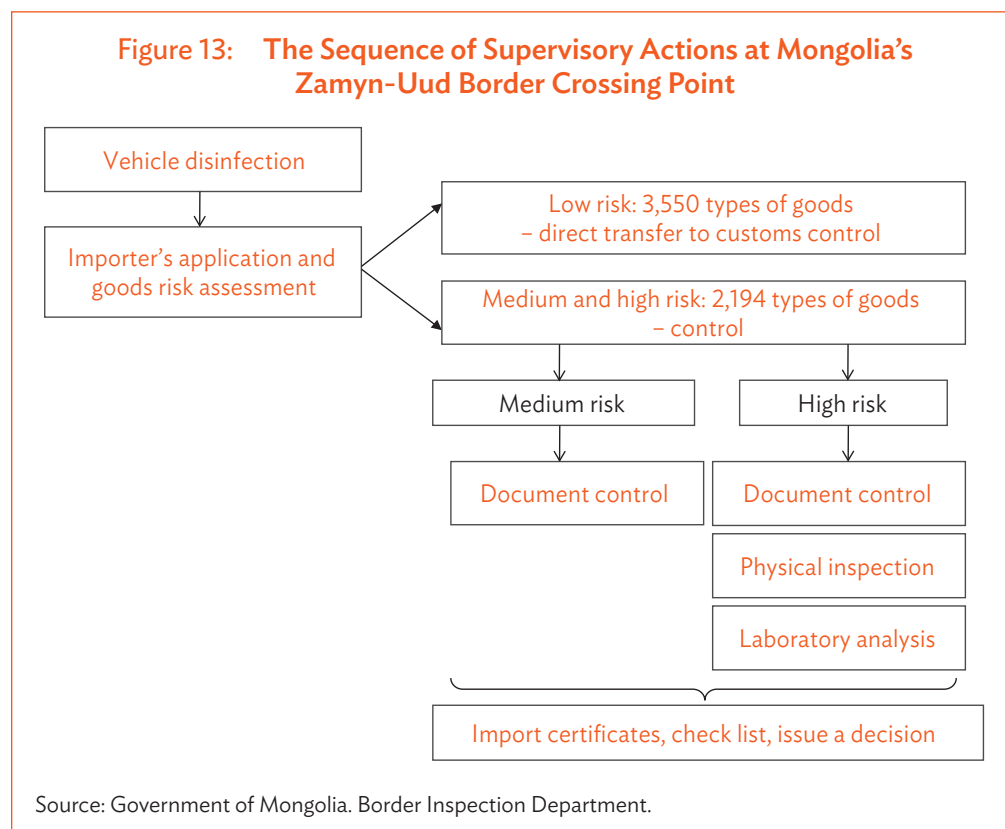 Figure 13: The Sequence of Supervisory Actions at Mongolia’s
Zamyn-Uud Border Crossing Point
Vehicle disinfection
Importer’s application and
goods risk assessment
Low risk: 3,550 types of goods
– direct transfer to customs control
Medium and high risk: 2,194 types of goods
– control
Medium risk
High risk
Document control
Document control
Physical inspection
Laboratory analysis
Import certificates, check list, issue a decision
Source: Government of Mongolia. Border Inspection Department.